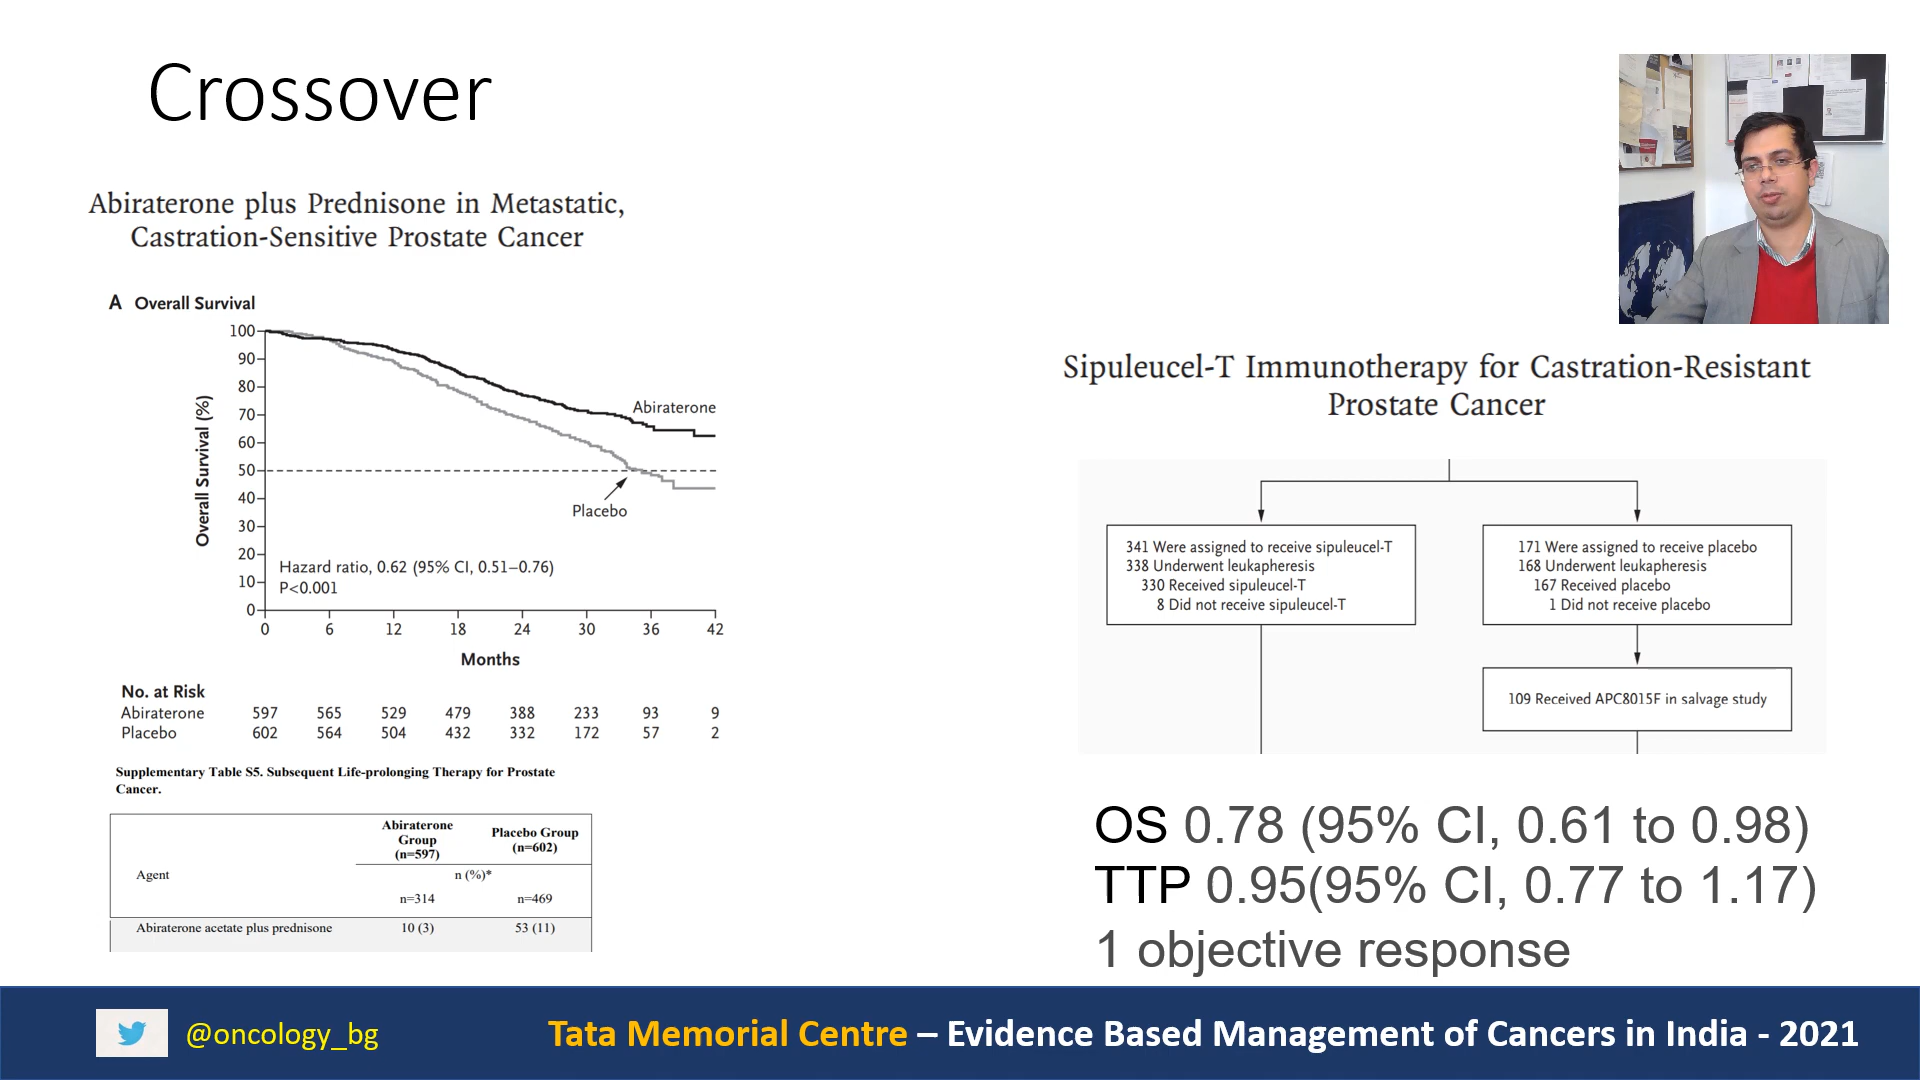 Crossover
Abiraterone plus Prednisone in Metastatic,
Castration-Sensitive Prostate Cancer
A Overall Survival
Overall Survival (%)
100
90
80
70
60
50
40
30
20
10
0
Abiraterone
Placebo
Hazard ratio, 0.62 (95% CI, 0.51–0.76)
P<0.001
0 6 12 18 24 30 36 42
Months
No. at Risk
Abiraterone 597 565 529 479 388 233 93 9
Placebo 602 564 504 432 332 172 57 2
Supplementary Table S5. Subsequent Life-prolonging Therapy for Prostate
Cancer.
Abiraterone
Group
(n=597)
Placebo Group
(n=602)
Agent n (%)*
n=314 n=469
Abiraterone acetate plus prednisone 10 (3) 53 (11)
Sipuleucel-T Immunotherapy for Castration-Resistant
Prostate Cancer
341 Were assigned to receive sipuleucel-T
338 Underwent leukapheresis
330 Received sipuleucel-T
8 Did not receive sipuleucel-T
171 Were assigned to receive placebo
168 Underwent leukapheresis
167 Received placebo
1 Did not receive placebo
109 Received APC8015F in salvage study
OS 0.78 (95% CI, 0.61 to 0.98)
TTP 0.95(95% CI, 0.77 to 1.17)
1 objective response
@oncology_bg
Tata Memorial Centre – Evidence Based Management of Cancers in India - 2021